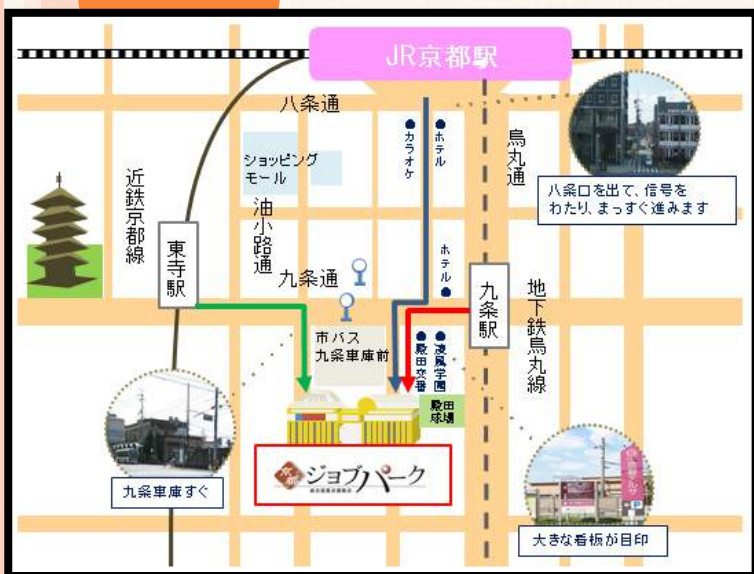 JR京都駅
八条通
ショッピング
モール
●カラオケ
●ホテル
烏丸通
八条口を出て、信号を
わたり、まっすぐ進みます
近鉄京都線
東寺駅
油小路通
九条通
ホテル●
九条駅
地下鉄烏丸線
市バス
九条車庫前
●殿田交番
●凌風学園
殿田
球場
九条車庫すぐ
京都
ジョブパーク
大きな看板が目印